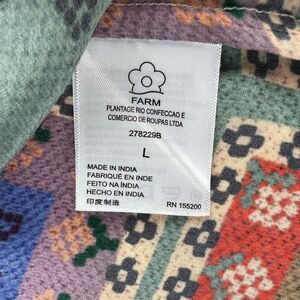 FARM
PLANTAGE RIO CONFECCAO E
COMERCIO DE ROUPAS LTDA
278229B
L
MADE IN INDIA
FABRIQUÉ EN INDE
FEITO NA ÍNDIA
HECHO EN INDIA
印度制造
RN 155200